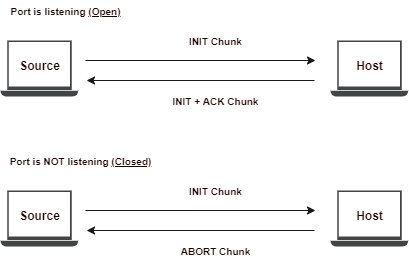 Port is listening (Open)
INIT Chunk
Source
Host
INIT + ACK Chunk
Port is NOT listening (Closed)
INIT Chunk
Source
Host
ABORT Chunk